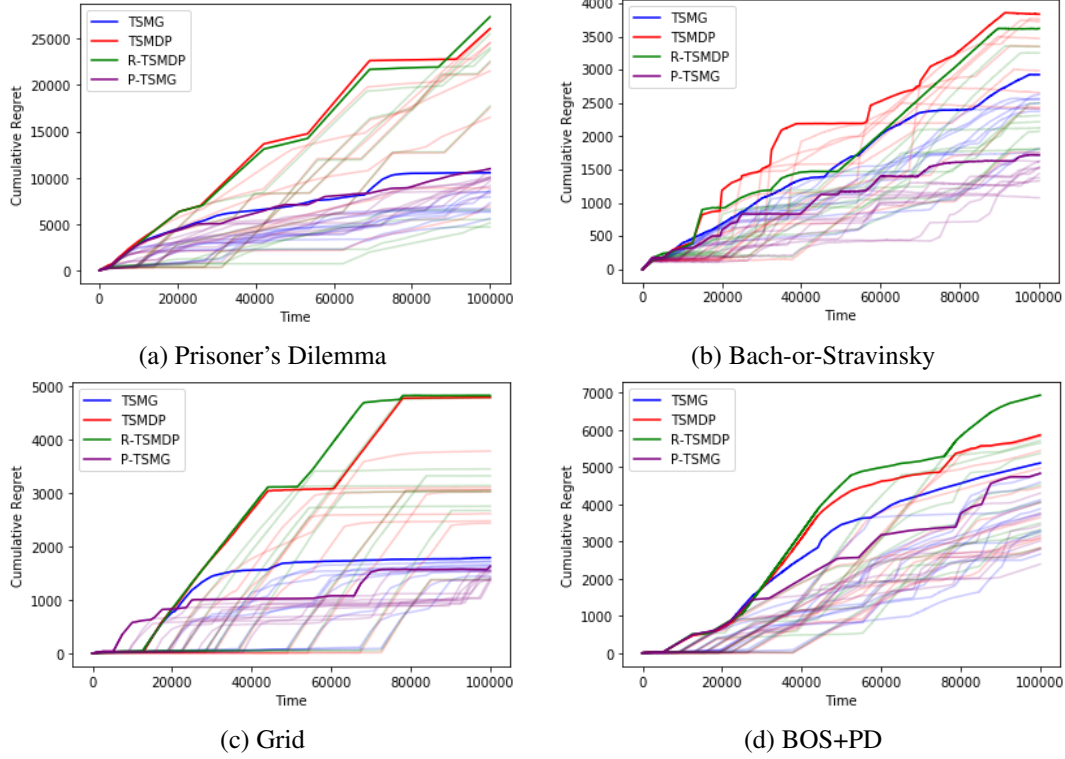 TSMG
TSMDP
R-TSMDP
P-TSMG
Cumulative Regret
25000
20000
15000
10000
5000
0
0 20000 40000 60000 80000 100000
Time
(a) Prisoner's Dilemma
TSMG
TSMDP
R-TSMDP
P-TSMG
Cumulative Regret
4000
3500
3000
2500
2000
1500
1000
500
0
0 20000 40000 60000 80000 100000
Time
(b) Bach-or-Stravinsky
TSMG
TSMDP
R-TSMDP
P-TSMG
Cumulative Regret
5000
4000
3000
2000
1000
0
0 20000 40000 60000 80000 100000
Time
(c) Grid
TSMG
TSMDP
R-TSMDP
P-TSMG
Cumulative Regret
7000
6000
5000
4000
3000
2000
1000
0
0 20000 40000 60000 80000 100000
Time
(d) BOS+PD